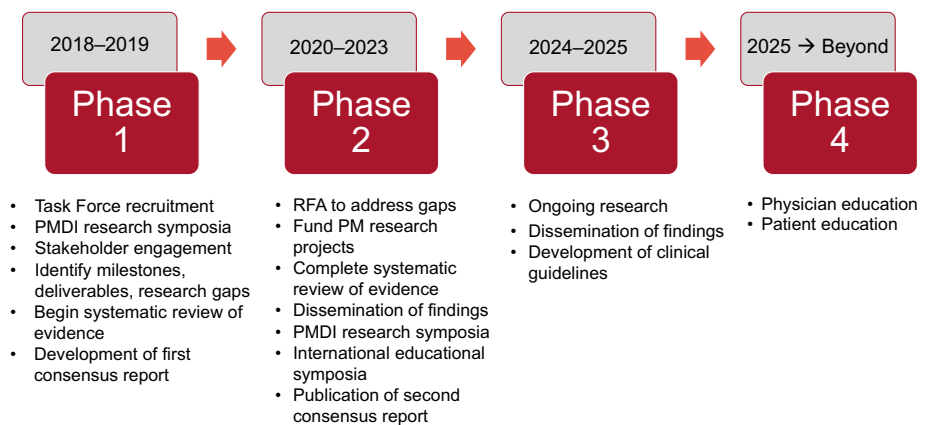 2018–2019
Phase
1
• Task Force recruitment
• PMDI research symposia
• Stakeholder engagement
• Identify milestones,
deliverables, research gaps
• Begin systematic review of
evidence
• Development of first
consensus report
2020–2023
Phase
2
• RFA to address gaps
• Fund PM research
projects
• Complete systematic
review of evidence
• Dissemination of findings
• PMDI research symposia
• International educational
symposia
• Publication of second
consensus report
2024–2025
Phase
3
• Ongoing research
• Dissemination of findings
• Development of clinical
guidelines
2025 → Beyond
Phase
4
• Physician education
• Patient education